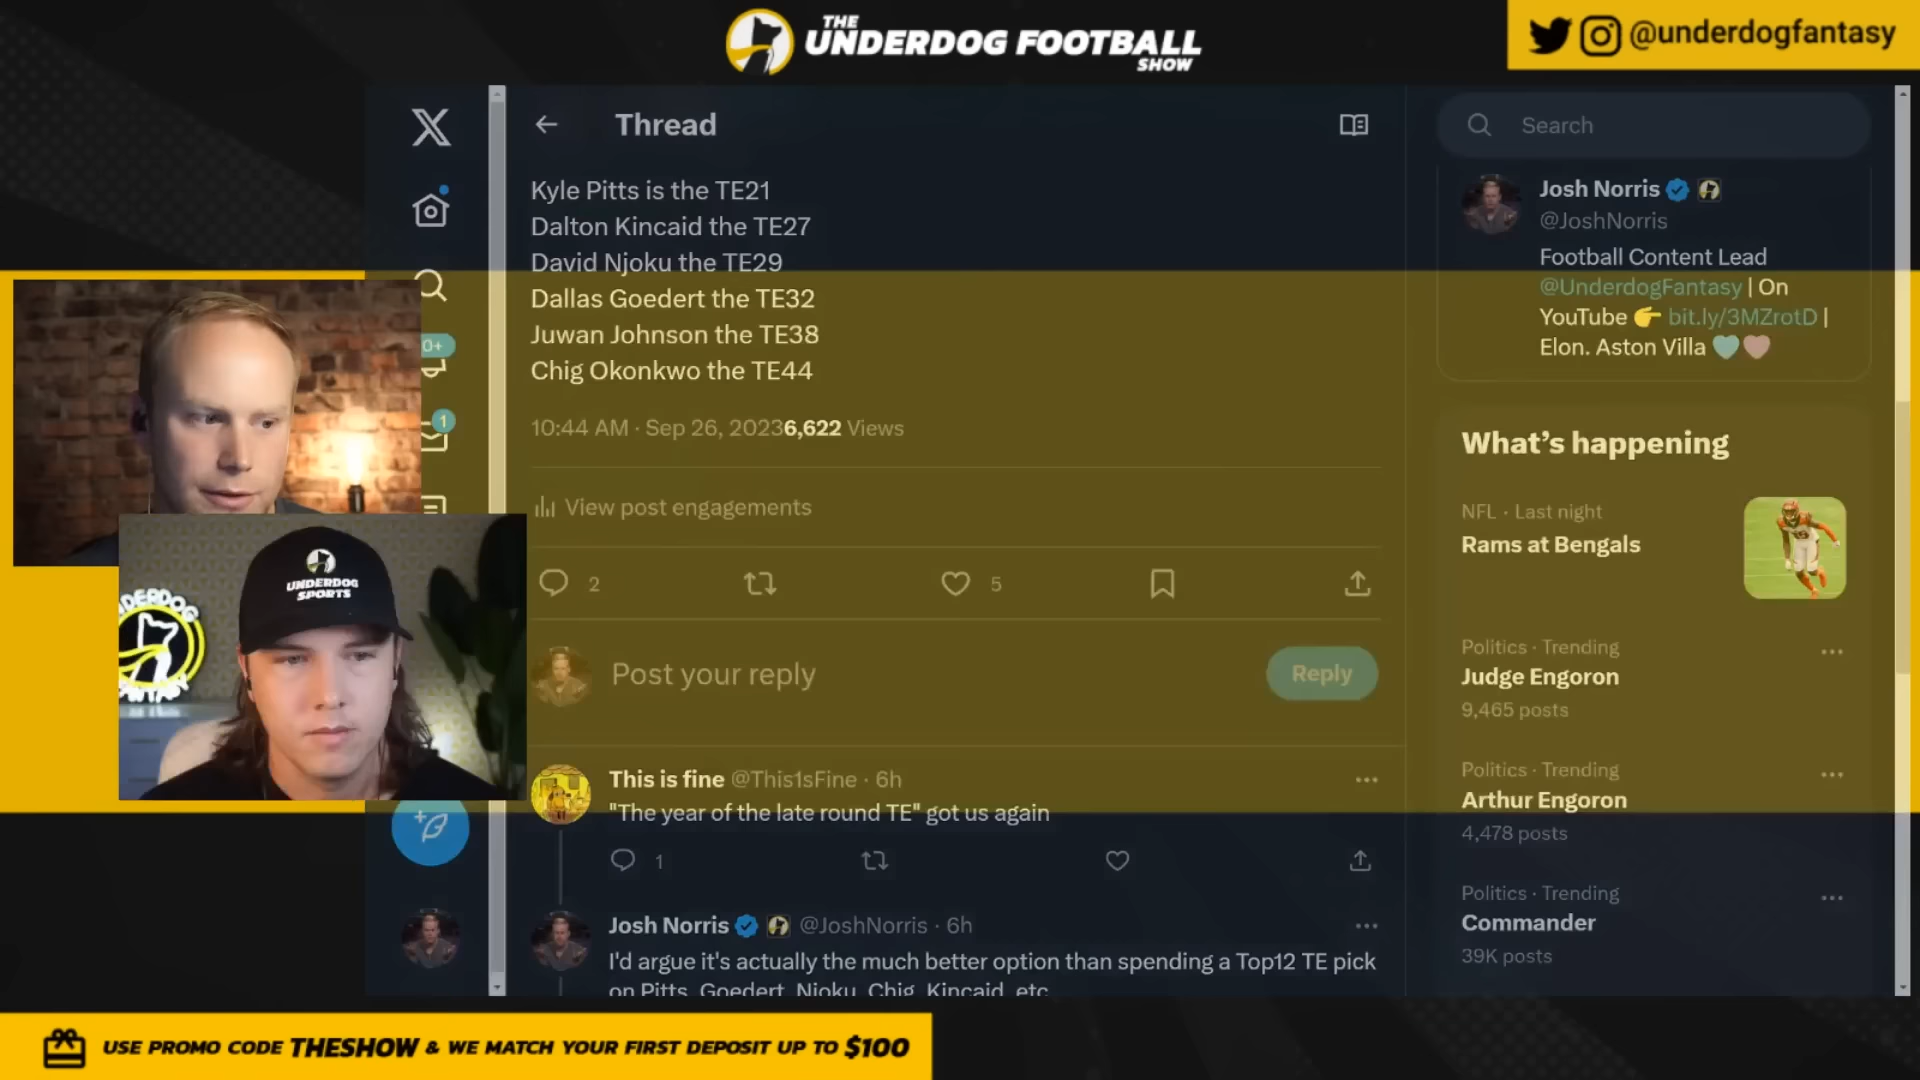 THE
UNDERDOG FOOTBALL
SHOW
@underdogfantasy
Thread
Search
Kyle Pitts is the TE21
Dalton Kincaid the TE27
David Njoku the TE29
Dallas Goedert the TE32
Juwan Johnson the TE38
Chig Okonkwo the TE44
10:44 AM · Sep 26, 20236,622 Views
View post engagements
2
5
Post your reply
Reply
This is fine @This1sFine · 6h
"The year of the late round TE" got us again
1
Josh Norris @JoshNorris · 6h
I'd argue it's actually the much better option than spending a Top12 TE pick
on Pitts, Goedert, Njoku, Chig, Kincaid, etc
Josh Norris
@JoshNorris
Football Content Lead
@UnderdogFantasy | On
YouTube 👉 bit.ly/3MZrotD |
Elon. Aston Villa
What's happening
NFL · Last night
Rams at Bengals
Politics · Trending
Judge Engoron
9,465 posts
Politics · Trending
Arthur Engoron
4,478 posts
Politics · Trending
Commander
39K posts
0+
1
UNDERDOG
SPORTS
UNDERDOG
FANTASY
USE PROMO CODE THESHOW & WE MATCH YOUR FIRST DEPOSIT UP TO $100